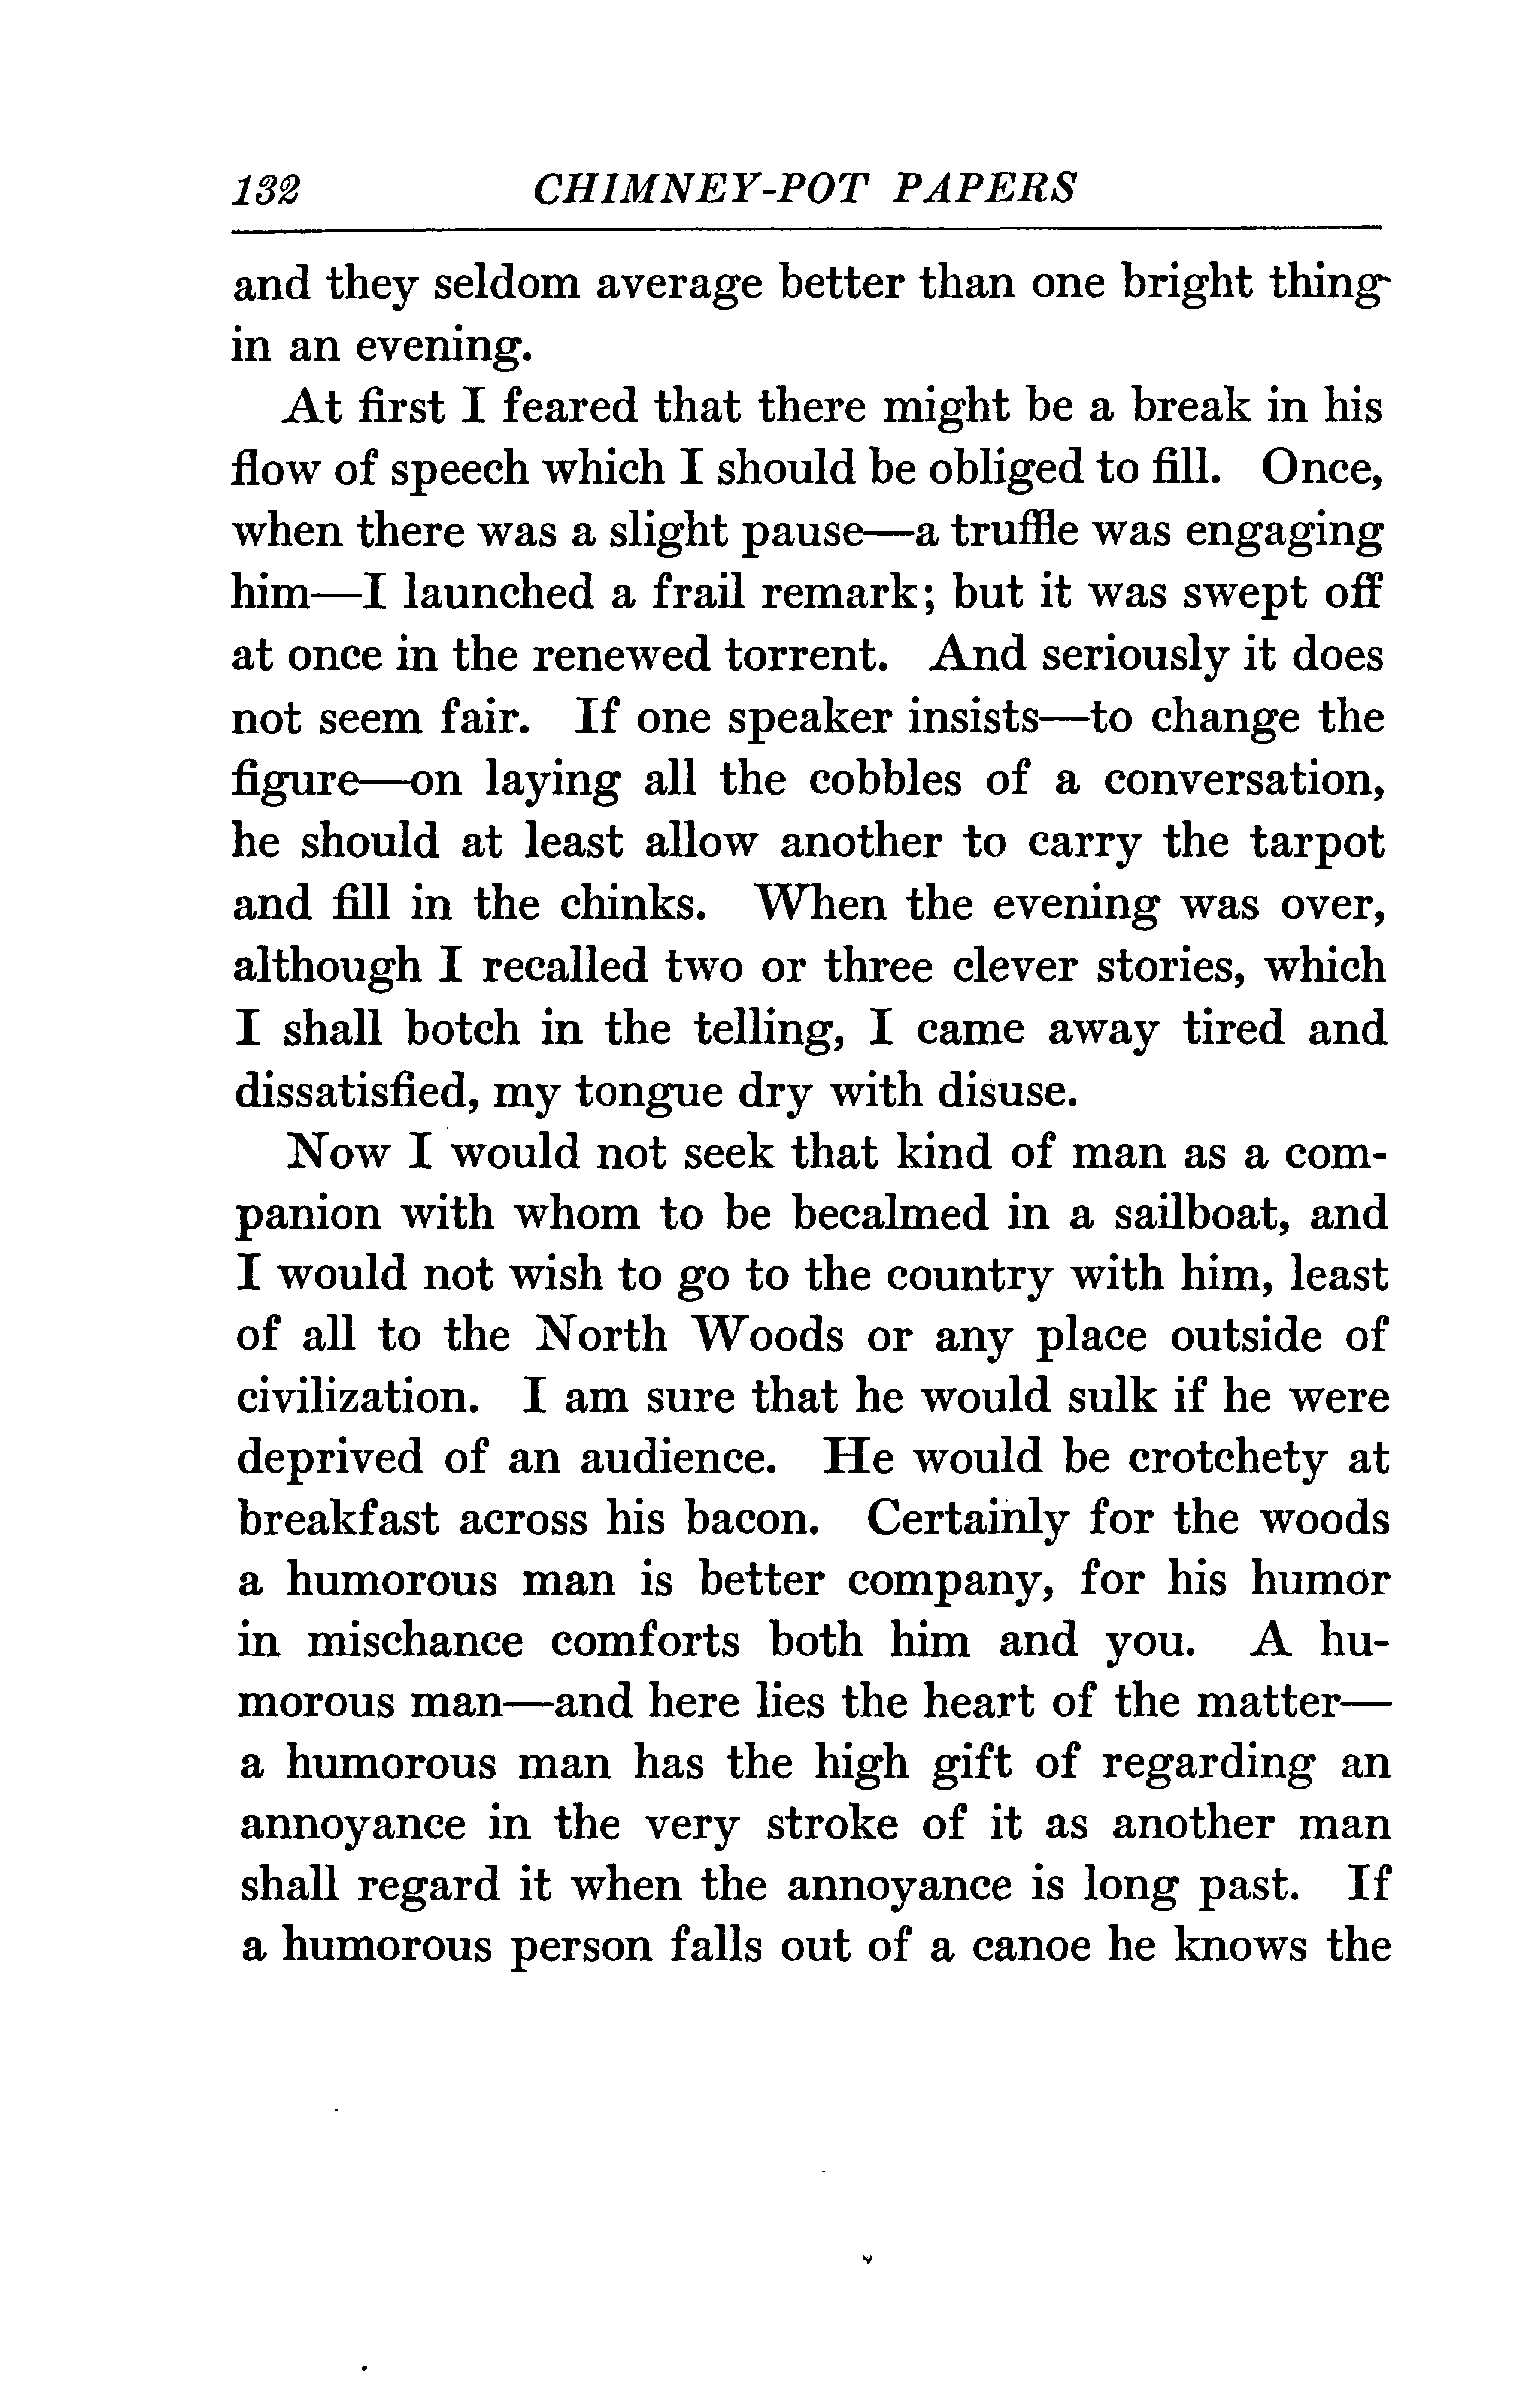 132 CHIMNEY-POT PAPERS
and they seldom average better than one bright thing
in an evening.
At first I feared that there might be a break in his
flow of speech which I should be obliged to fill. Once,
when there was a slight pause—a truffle was engaging
him—I launched a frail remark; but it was swept off
at once in the renewed torrent. And seriously it does
not seem fair. If one speaker insists—to change the
figure—on laying all the cobbles of a conversation,
he should at least allow another to carry the tarpot
and fill in the chinks. When the evening was over,
although I recalled two or three clever stories, which
I shall botch in the telling, I came away tired and
dissatisfied, my tongue dry with disuse.
Now I would not seek that kind of man as a com-
panion with whom to be becalmed in a sailboat, and
I would not wish to go to the country with him, least
of all to the North Woods or any place outside of
civilization. I am sure that he would sulk if he were
deprived of an audience. He would be crotchety at
breakfast across his bacon. Certainly for the woods
a humorous man is better company, for his humor
in mischance comforts both him and you. A hu-
morous man—and here lies the heart of the matter—
a humorous man has the high gift of regarding an
annoyance in the very stroke of it as another man
shall regard it when the annoyance is long past. If
a humorous person falls out of a canoe he knows the